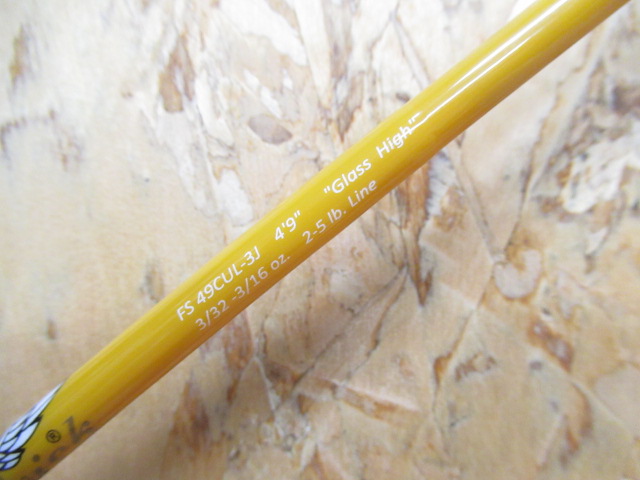 FS 49CUL-3J 4'9" "Glass High"
3/32 -3/16 oz. 2-5 lb. Line
®